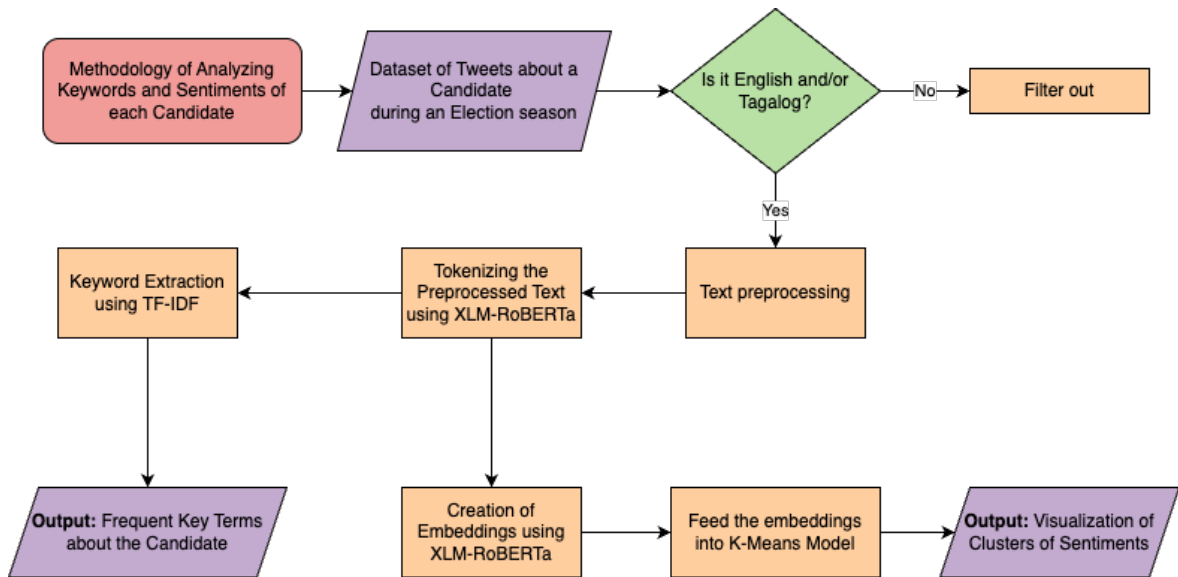 Methodology of Analyzing
Keywords and Sentiments of
each Candidate
Dataset of Tweets about a
Candidate
during an Election season
Is it English and/or
Tagalog?
No
Filter out
Yes
Keyword Extraction
using TF-IDF
Tokenizing the
Preprocessed Text
using XLM-RoBERTa
Text preprocessing
Output: Frequent Key Terms
about the Candidate
Creation of
Embeddings using
XLM-RoBERTa
Feed the embeddings
into K-Means Model
Output: Visualization of
Clusters of Sentiments